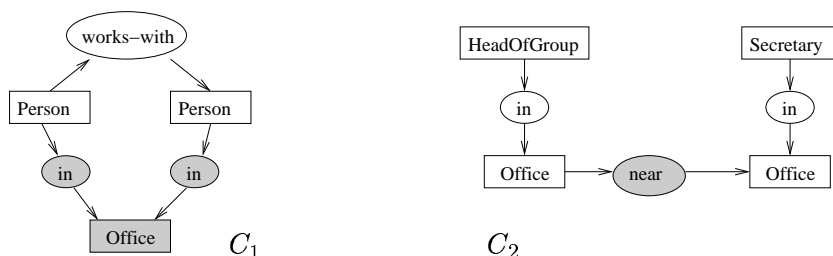 works–with
HeadOfGroup
Secretary
Person
Person
in
in
in
in
Office
near
Office
Office
C1
C2